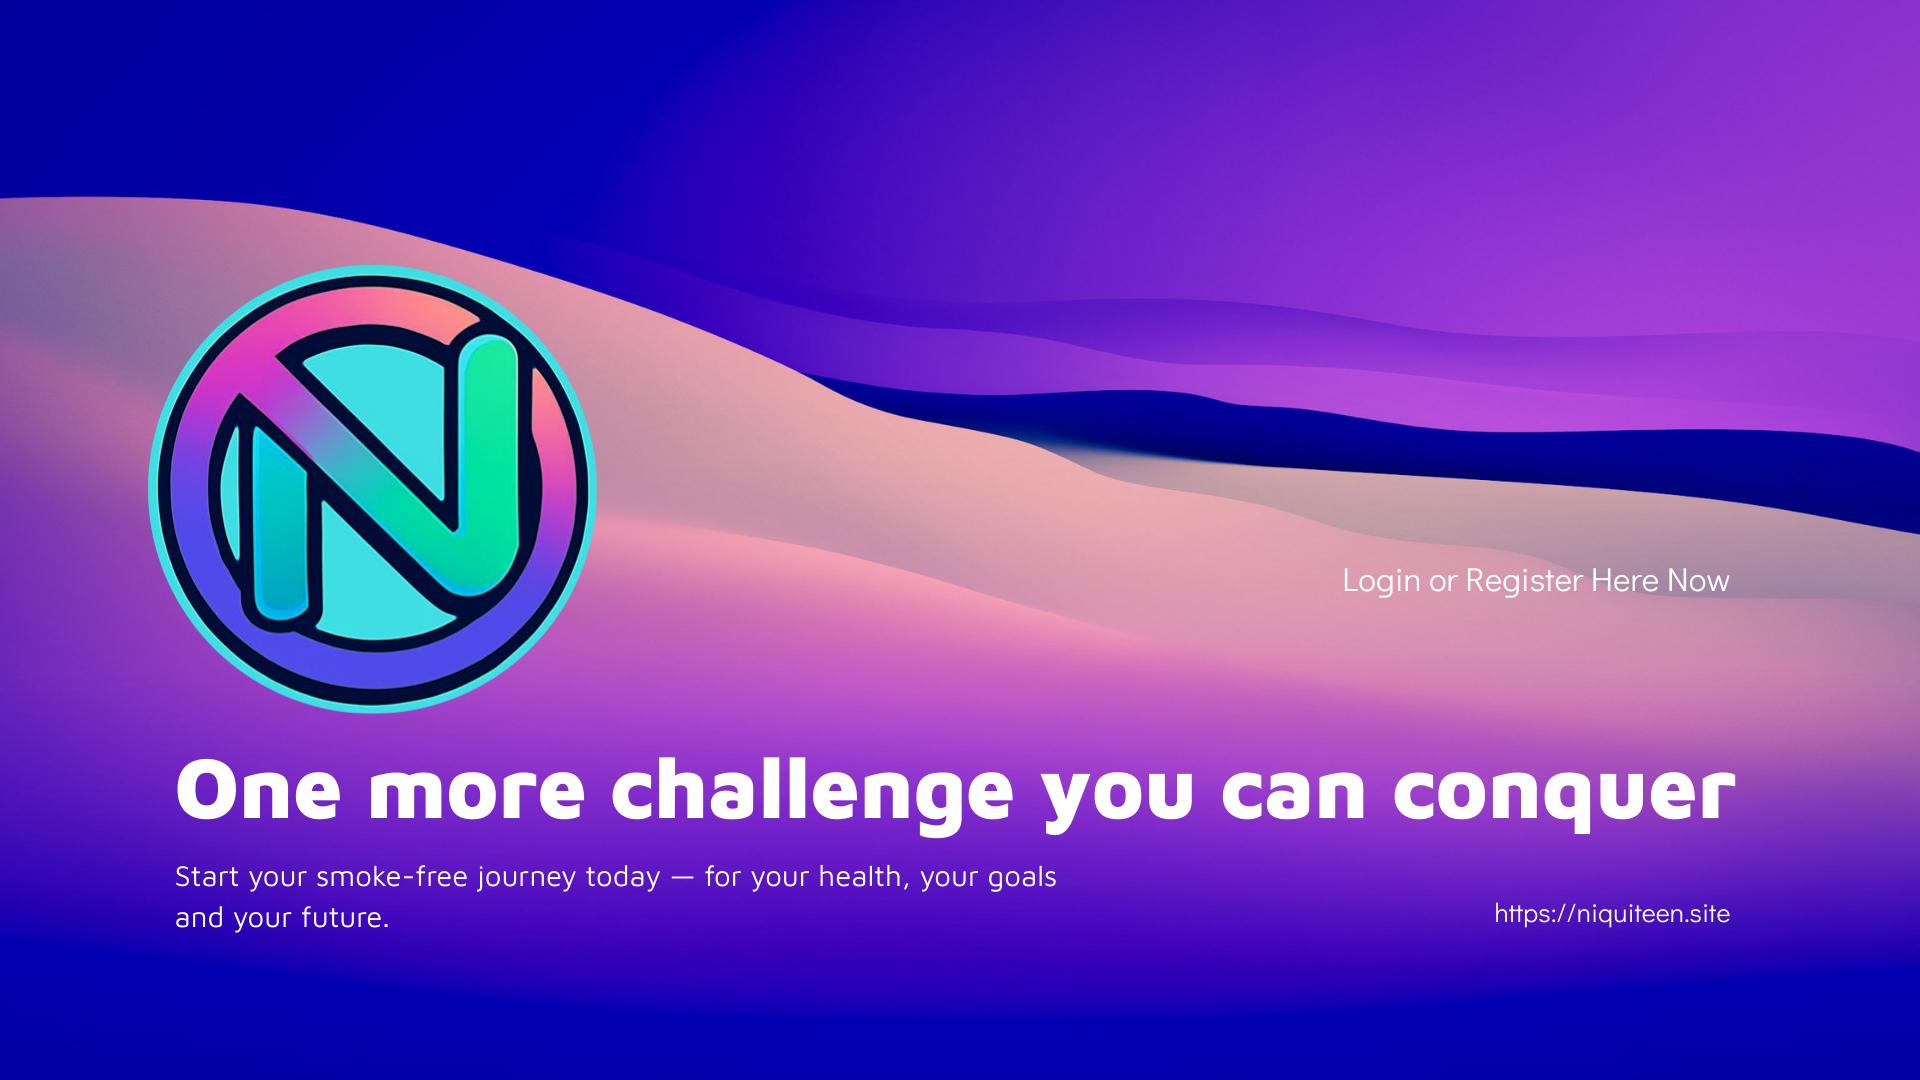 N
Login or Register Here Now
One more challenge you can conquer
Start your smoke-free journey today — for your health, your goals
and your future.
https://niquiteen.site